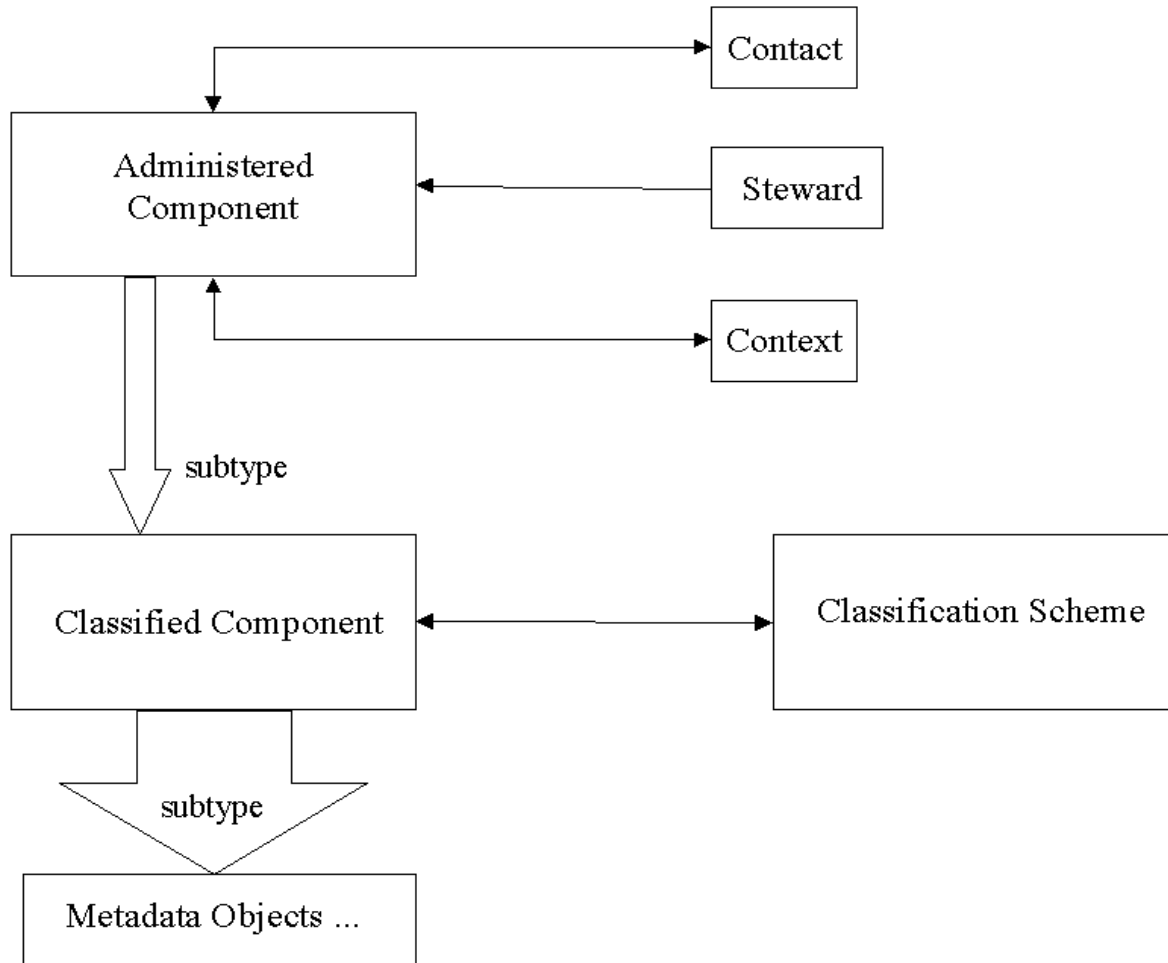 Contact
Administered
Component
Steward
Context
subtype
Classified Component
Classification Scheme
subtype
Metadata Objects ...